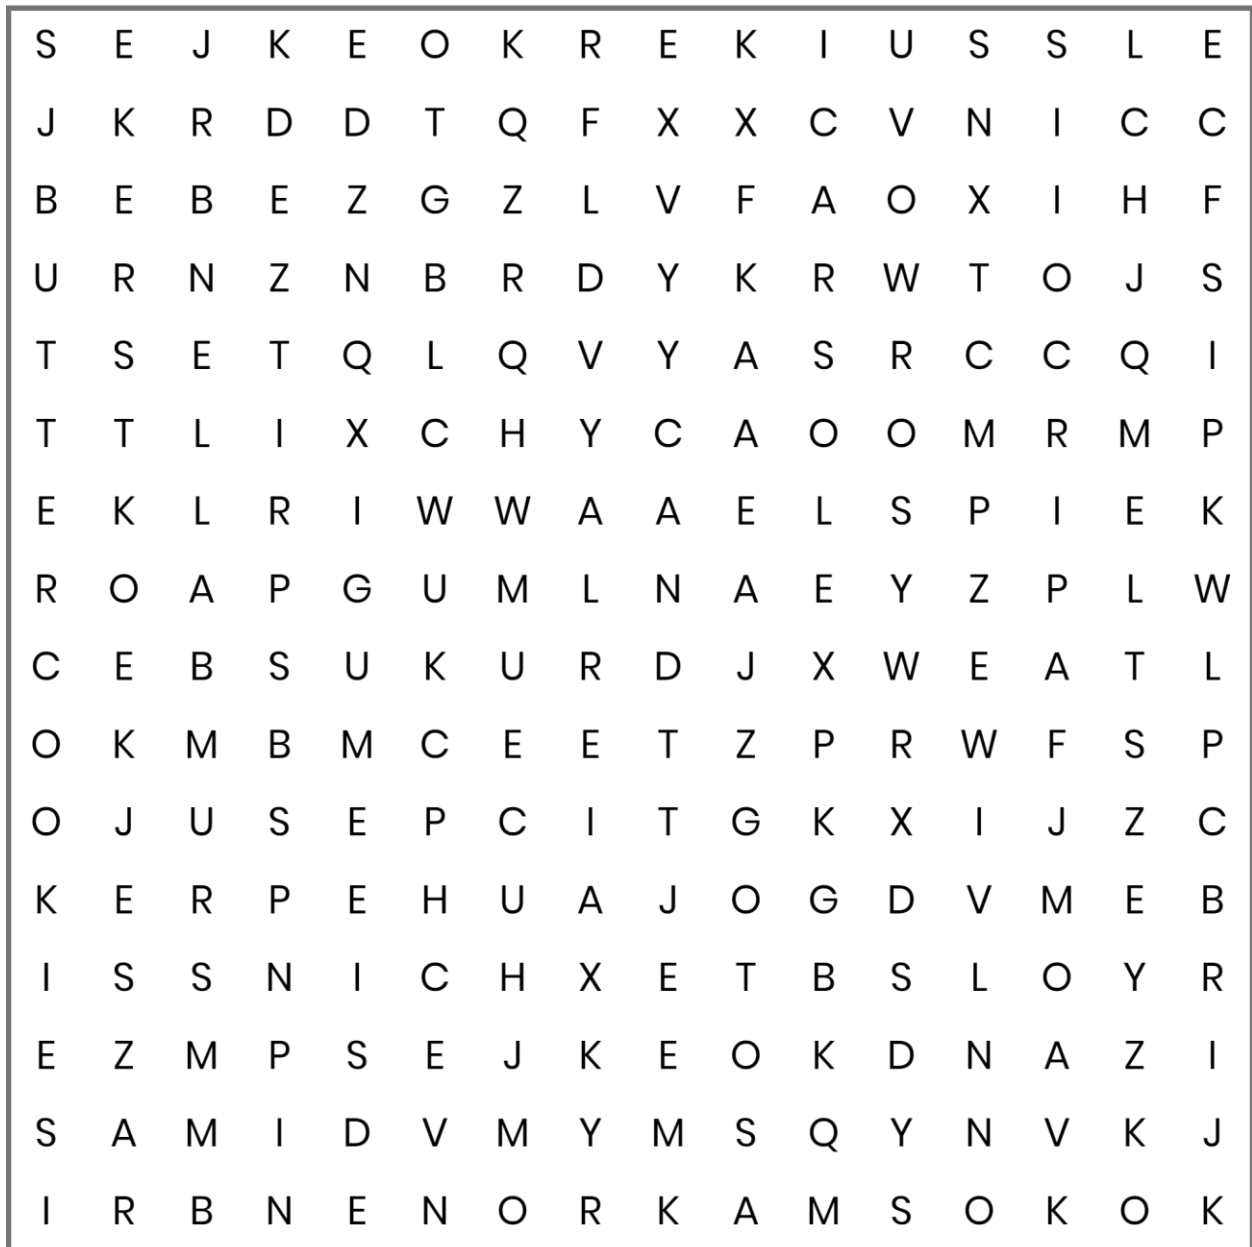 S E J K E O K R E K I U S S L E
J K R D D T Q F X X C V N I C C
B E B E Z G Z L V F A O X I H F
U R N Z N B R D Y K R W T O J S
T S E T Q L Q V Y A S R C C Q I
T T L I X C H Y C A O O M R M P
E K L R I W W A A E L S P I E K
R O A P G U M L N A E Y Z P L W
C E B S U K U R D J X W E A T L
O K M B M C E E T Z P R W F S P
O J U S E P C I T G K X I J Z C
K E R P E H U A J O G D V M E B
I S S N I C H X E T B S L O Y R
E Z M P S E J K E O K D N A Z I
S A M I D V M Y M S Q Y N V K J
I R B N E N O R K A M S O K O K